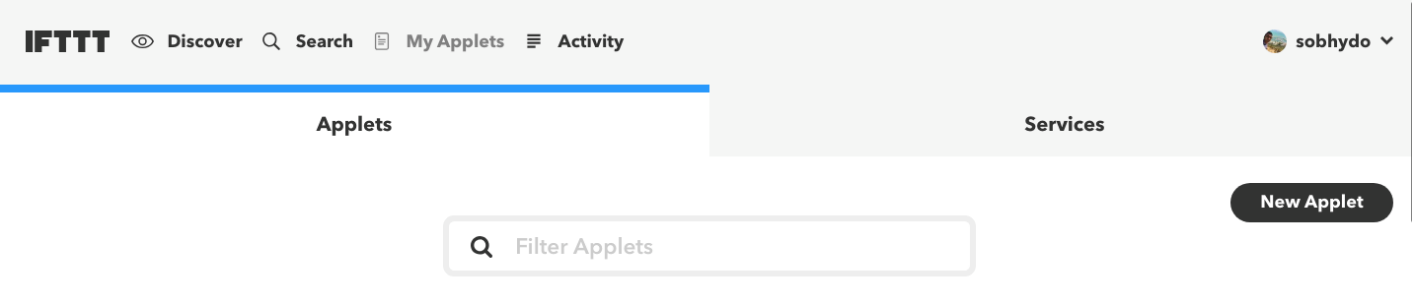 IFTTT Discover Search My Applets Activity sobhydo
Applets Services
New Applet
Filter Applets